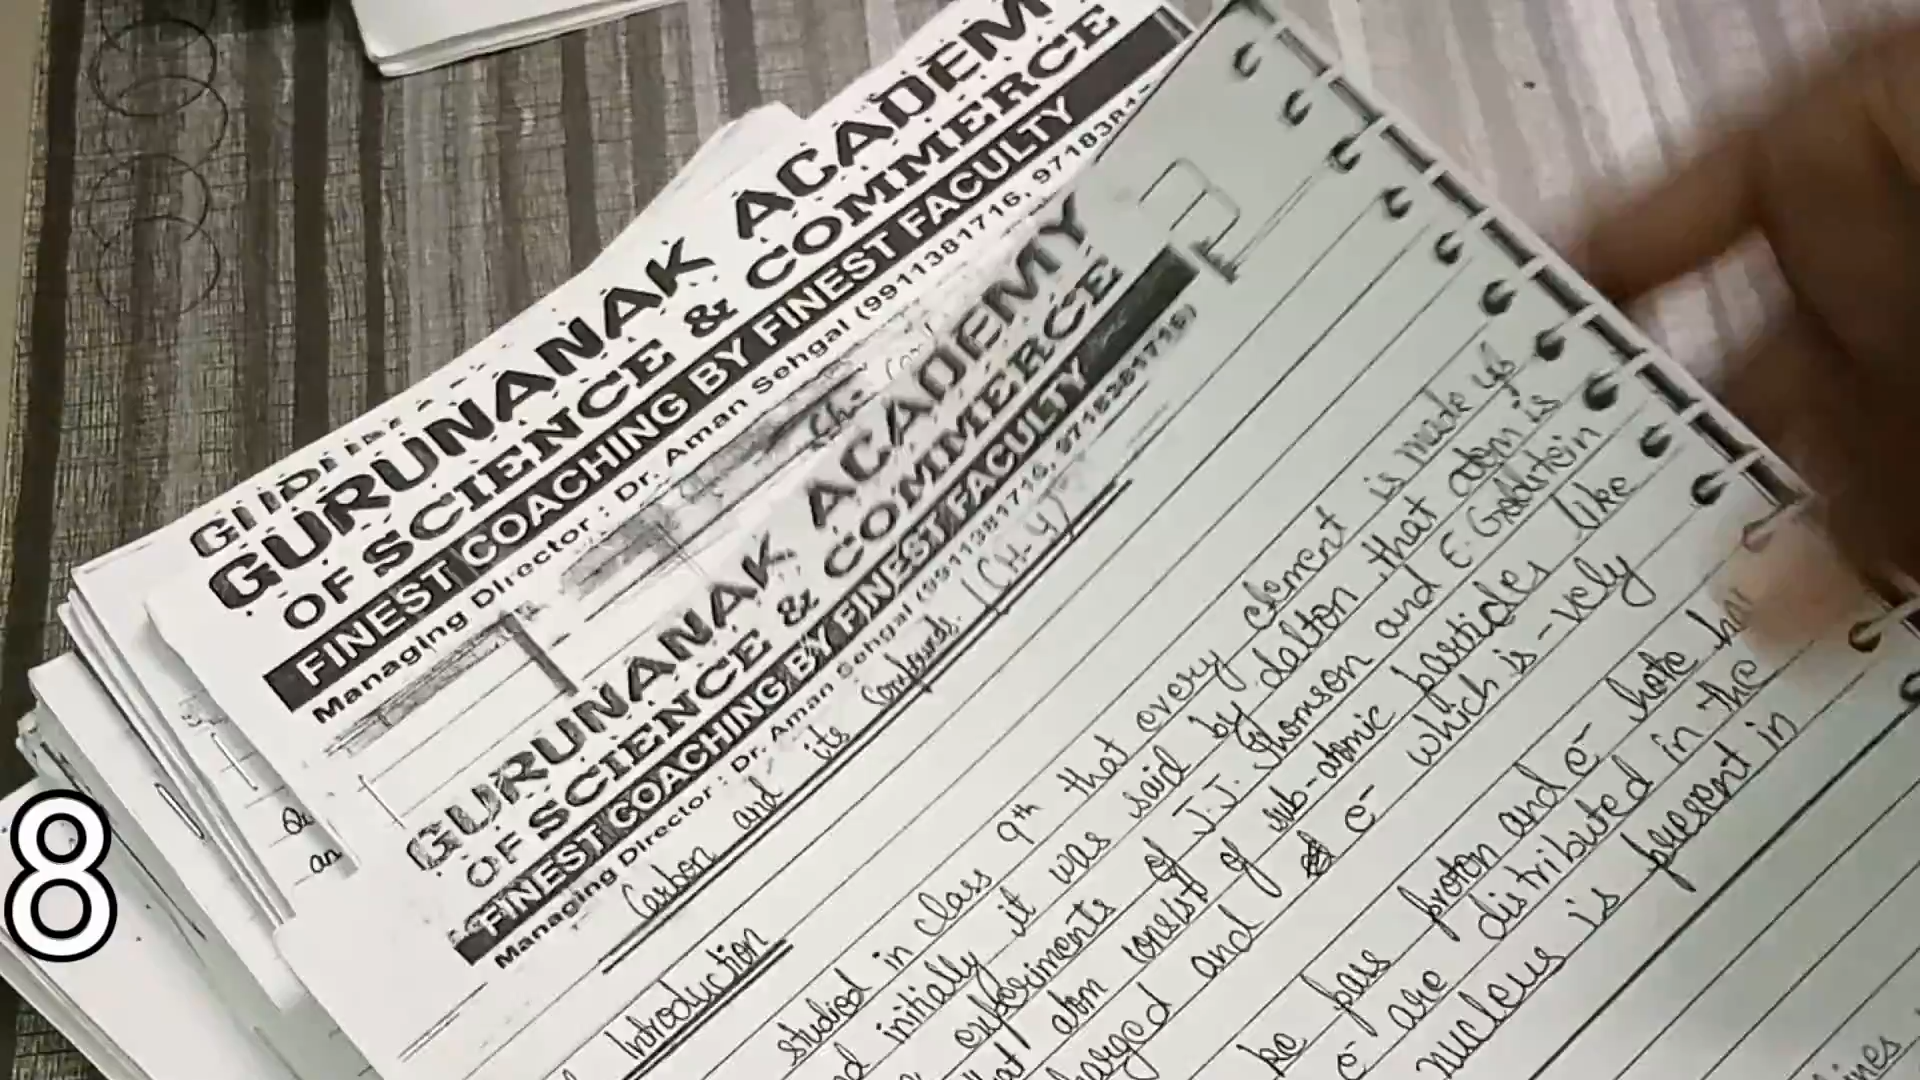 GURUNANAK ACADEM
OF SCIENCE & COMMERCE
FINEST COACHING BY FINEST FACULTY
Managing Director : Dr. Aman Sehgal (9911381716, 9718381
GURUNANAK ACADEMY
OF SCIENCE & COMMERCE
FINEST COACHING BY FINEST FACULTY
Managing Director : Dr. Aman Sehgal (9911381716, 9718381716)
Carbon and its Compounds. (CH-4)
Introduction
studied in class 9th that every element is made up
initially it was said by dalton that atom is
experiments of J.J. Thomson and E. Goldstein
atom consist of sub-atomic particles like
and e- which is -vely
pass proton and e- hate
e- are distributed in the
nucleus is present in
8